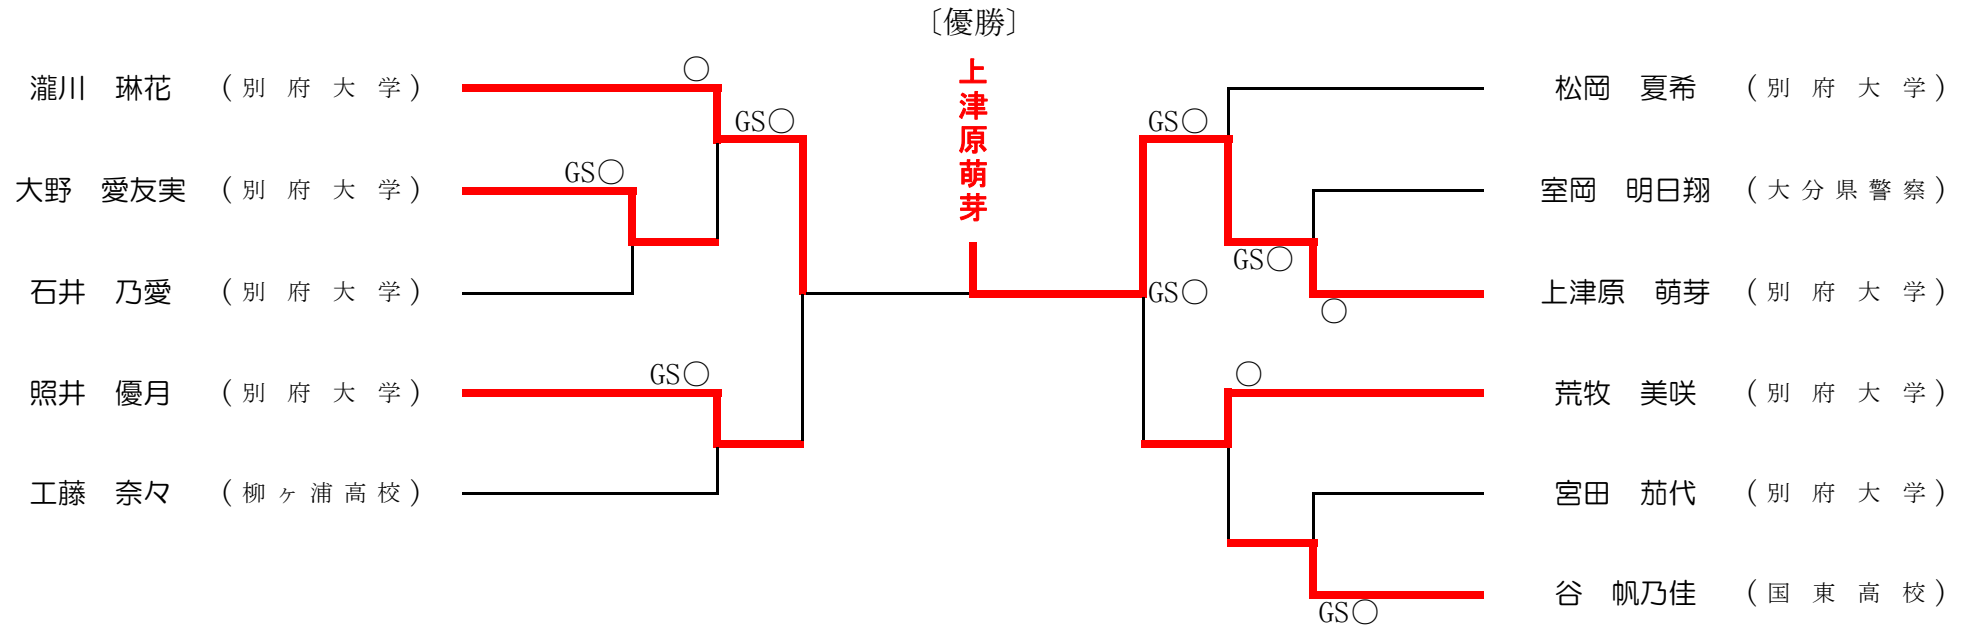 〔優勝〕
上津原萌芽
瀧川 琳花 (別府大学)
○
GS○
大野 愛友実 (別府大学)
GS○
石井 乃愛 (別府大学)
照井 優月 (別府大学)
GS○
工藤 奈々 (柳ヶ浦高校)
松岡 夏希 (別府大学)
GS○
室岡 明日翔 (大分県警察)
GS○
上津原 萌芽 (別府大学)
GS○
○
荒牧 美咲 (別府大学)
○
宮田 茄代 (別府大学)
谷 帆乃佳 (国東高校)
GS○